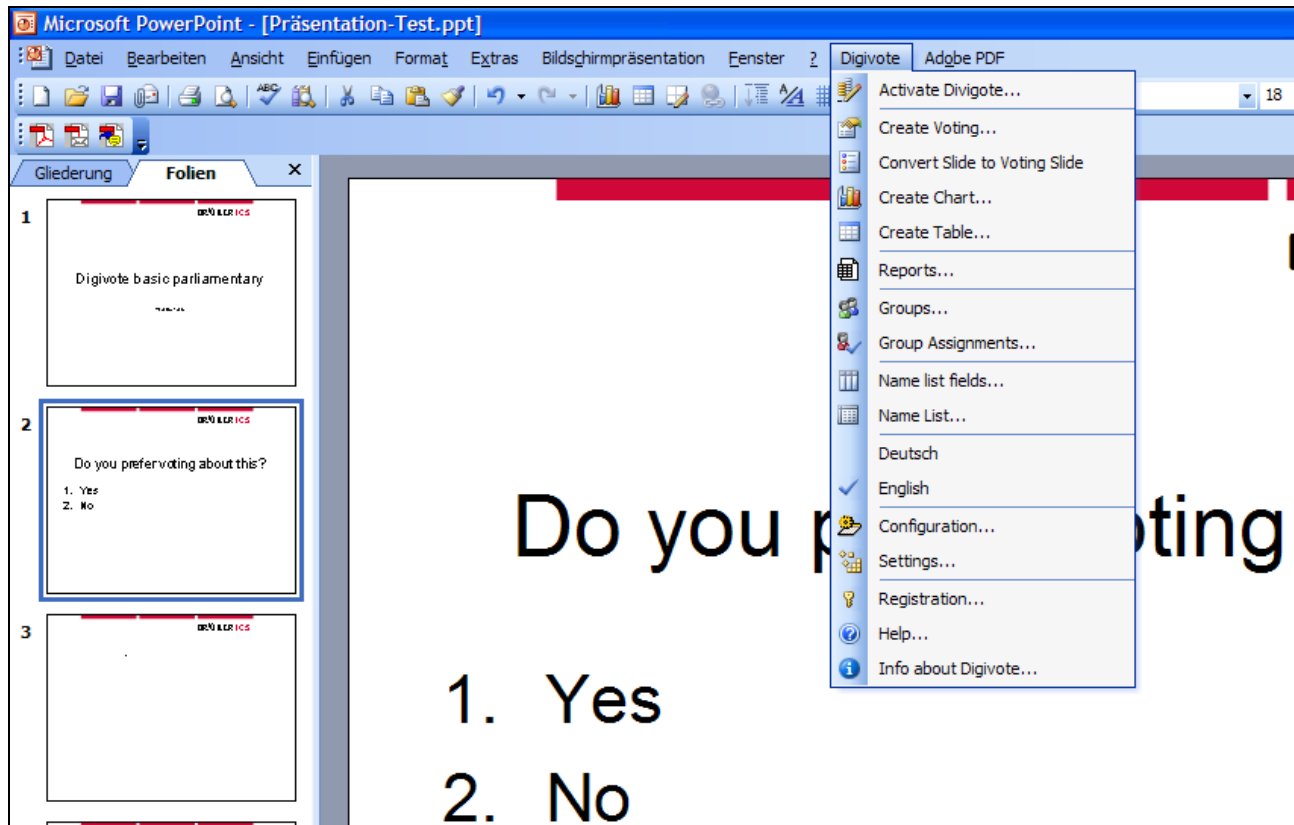 Microsoft PowerPoint - [Präsentation-Test.ppt]
Datei Bearbeiten Ansicht Einfügen Format Extras Bildschirmpräsentation Fenster ? Digivote Adobe PDF
18
Gliederung Folien
Activate Divigote...
Create Voting...
Convert Slide to Voting Slide
Create Chart...
Create Table...
Reports...
Groups...
Group Assignments...
Name list fields...
Name List...
Deutsch
English
Configuration...
Settings...
Registration...
Help...
Info about Digivote...
1
Digivote basic parliamentary
2
Do you prefer voting about this?
1. Yes
2. No
3
Do you p
ting
1. Yes
2. No